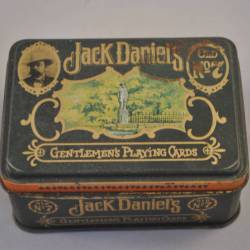 Jack Daniel's
OLD
No.7
GENTLEMEN'S PLAYING CARDS
Jack Daniel's
GENTLEMEN'S PLAYING CARDS